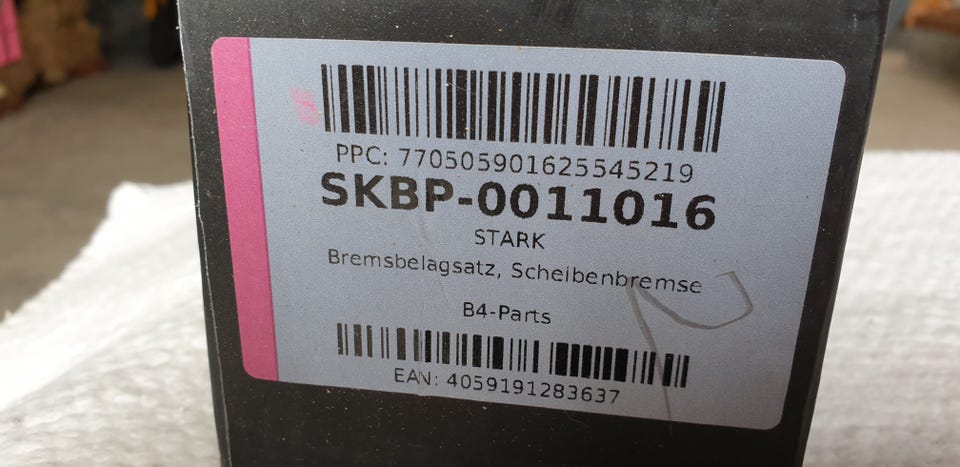 PPC: 770505901625545219
SKBP-0011016
STARK
Bremsbelagsatz, Scheibenbremse
B4-Parts
EAN: 4059191283637